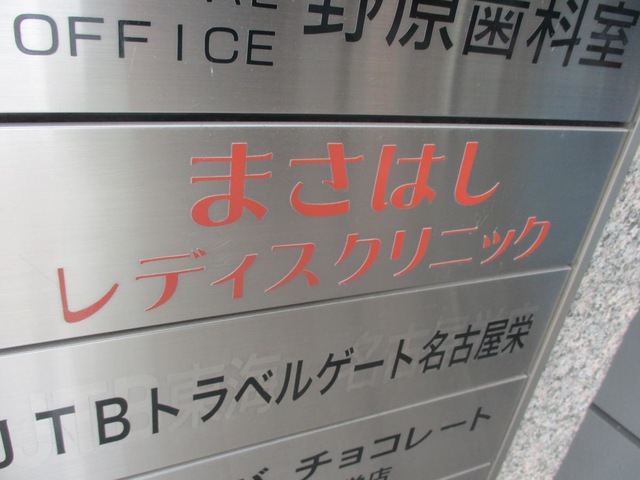 OFFICE 野原歯科室
まさはし
レディスクリニック
JTBトラベルゲート名古屋栄
チョコレート